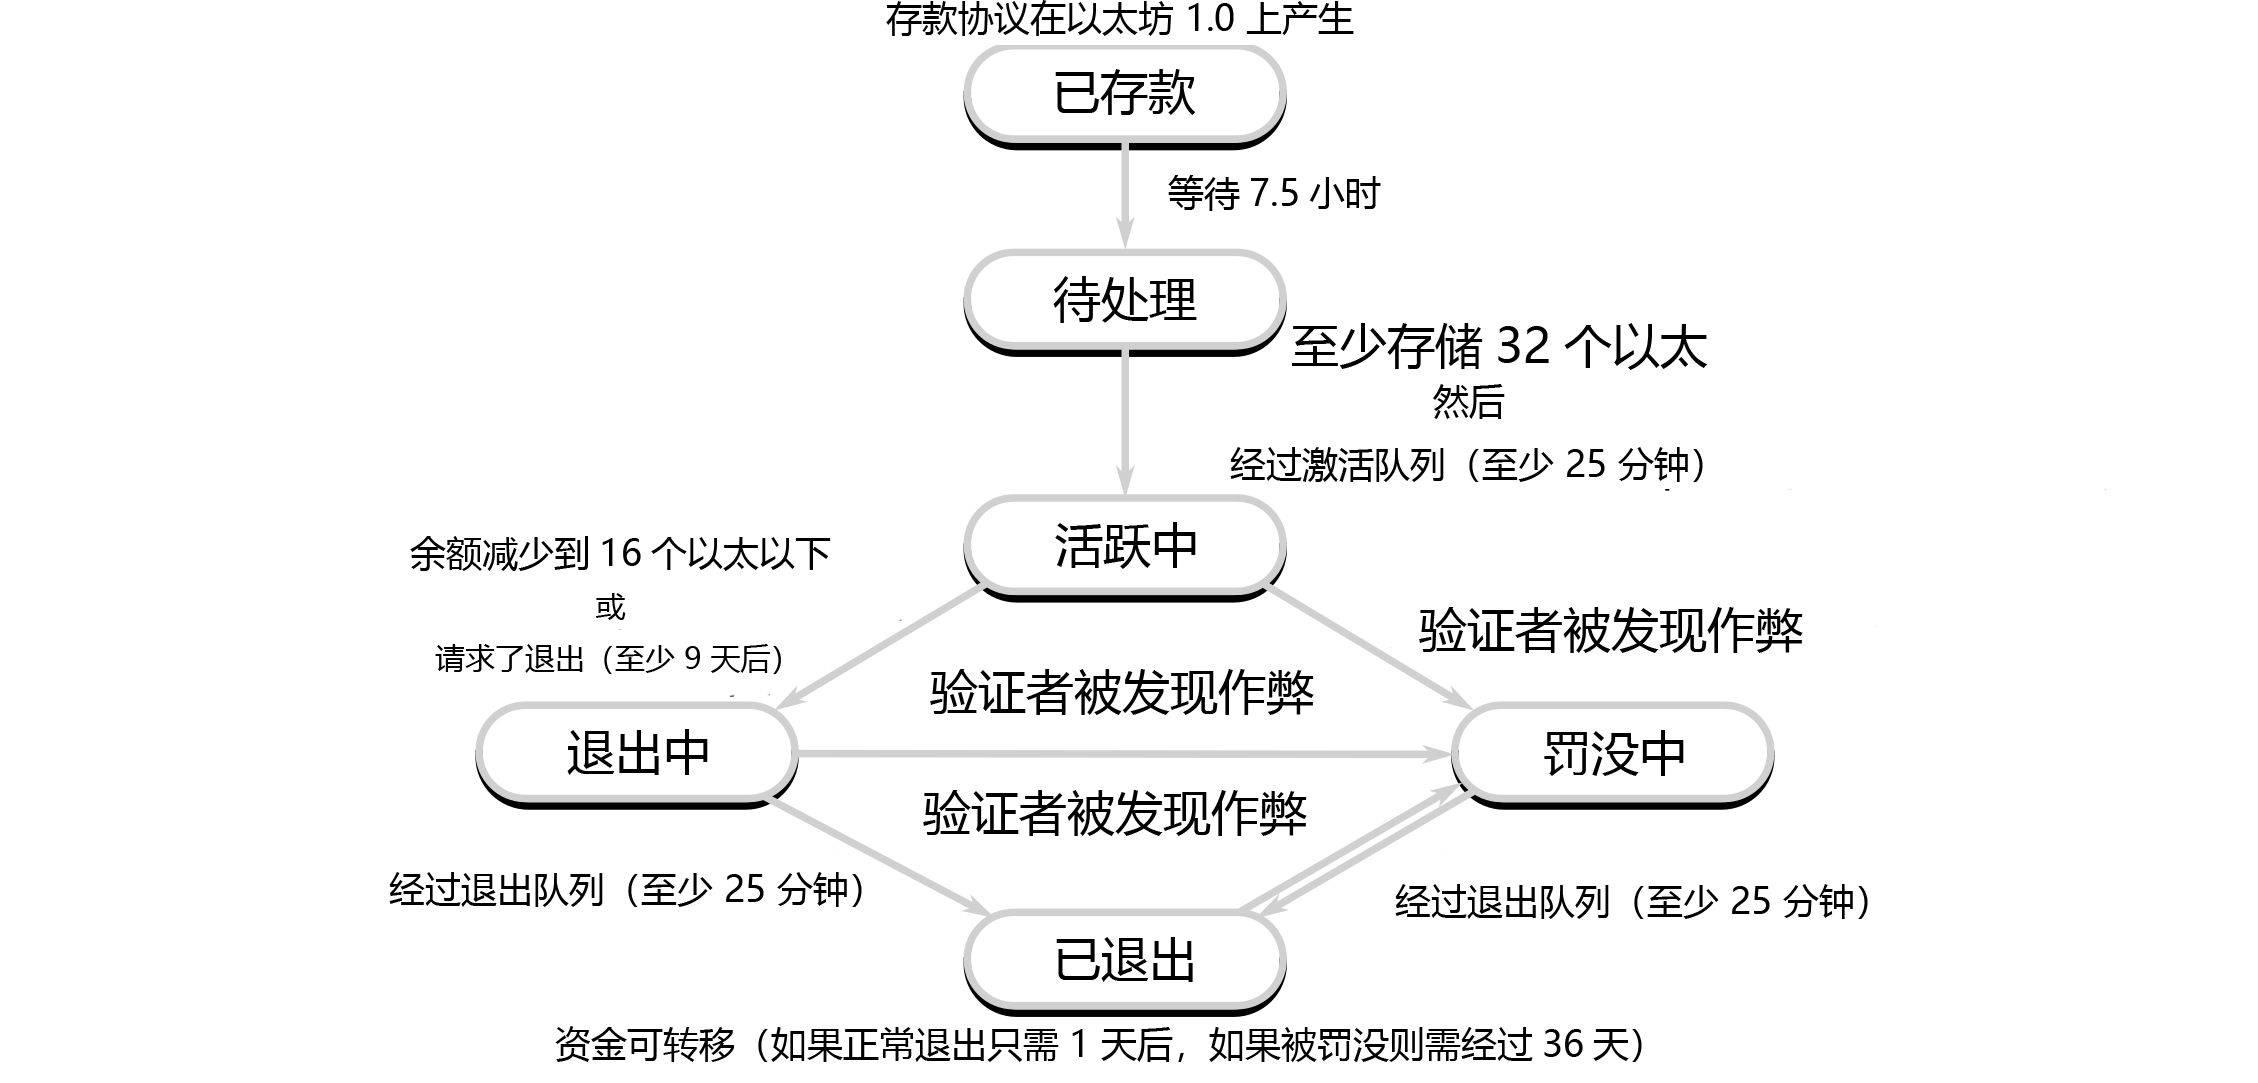 存款协议在以太坊 1.0 上产生
已存款
等待 7.5 小时
待处理
至少存储 32 个以太
然后
经过激活队列（至少 25 分钟）
活跃中
余额减少到 16 个以太以下
或
请求了退出（至少 9 天后）
验证者被发现作弊
验证者被发现作弊
退出中
罚没中
验证者被发现作弊
经过退出队列（至少 25 分钟）
经过退出队列（至少 25 分钟）
已退出
资金可转移（如果正常退出只需 1 天后，如果被罚没则需经过 36 天）